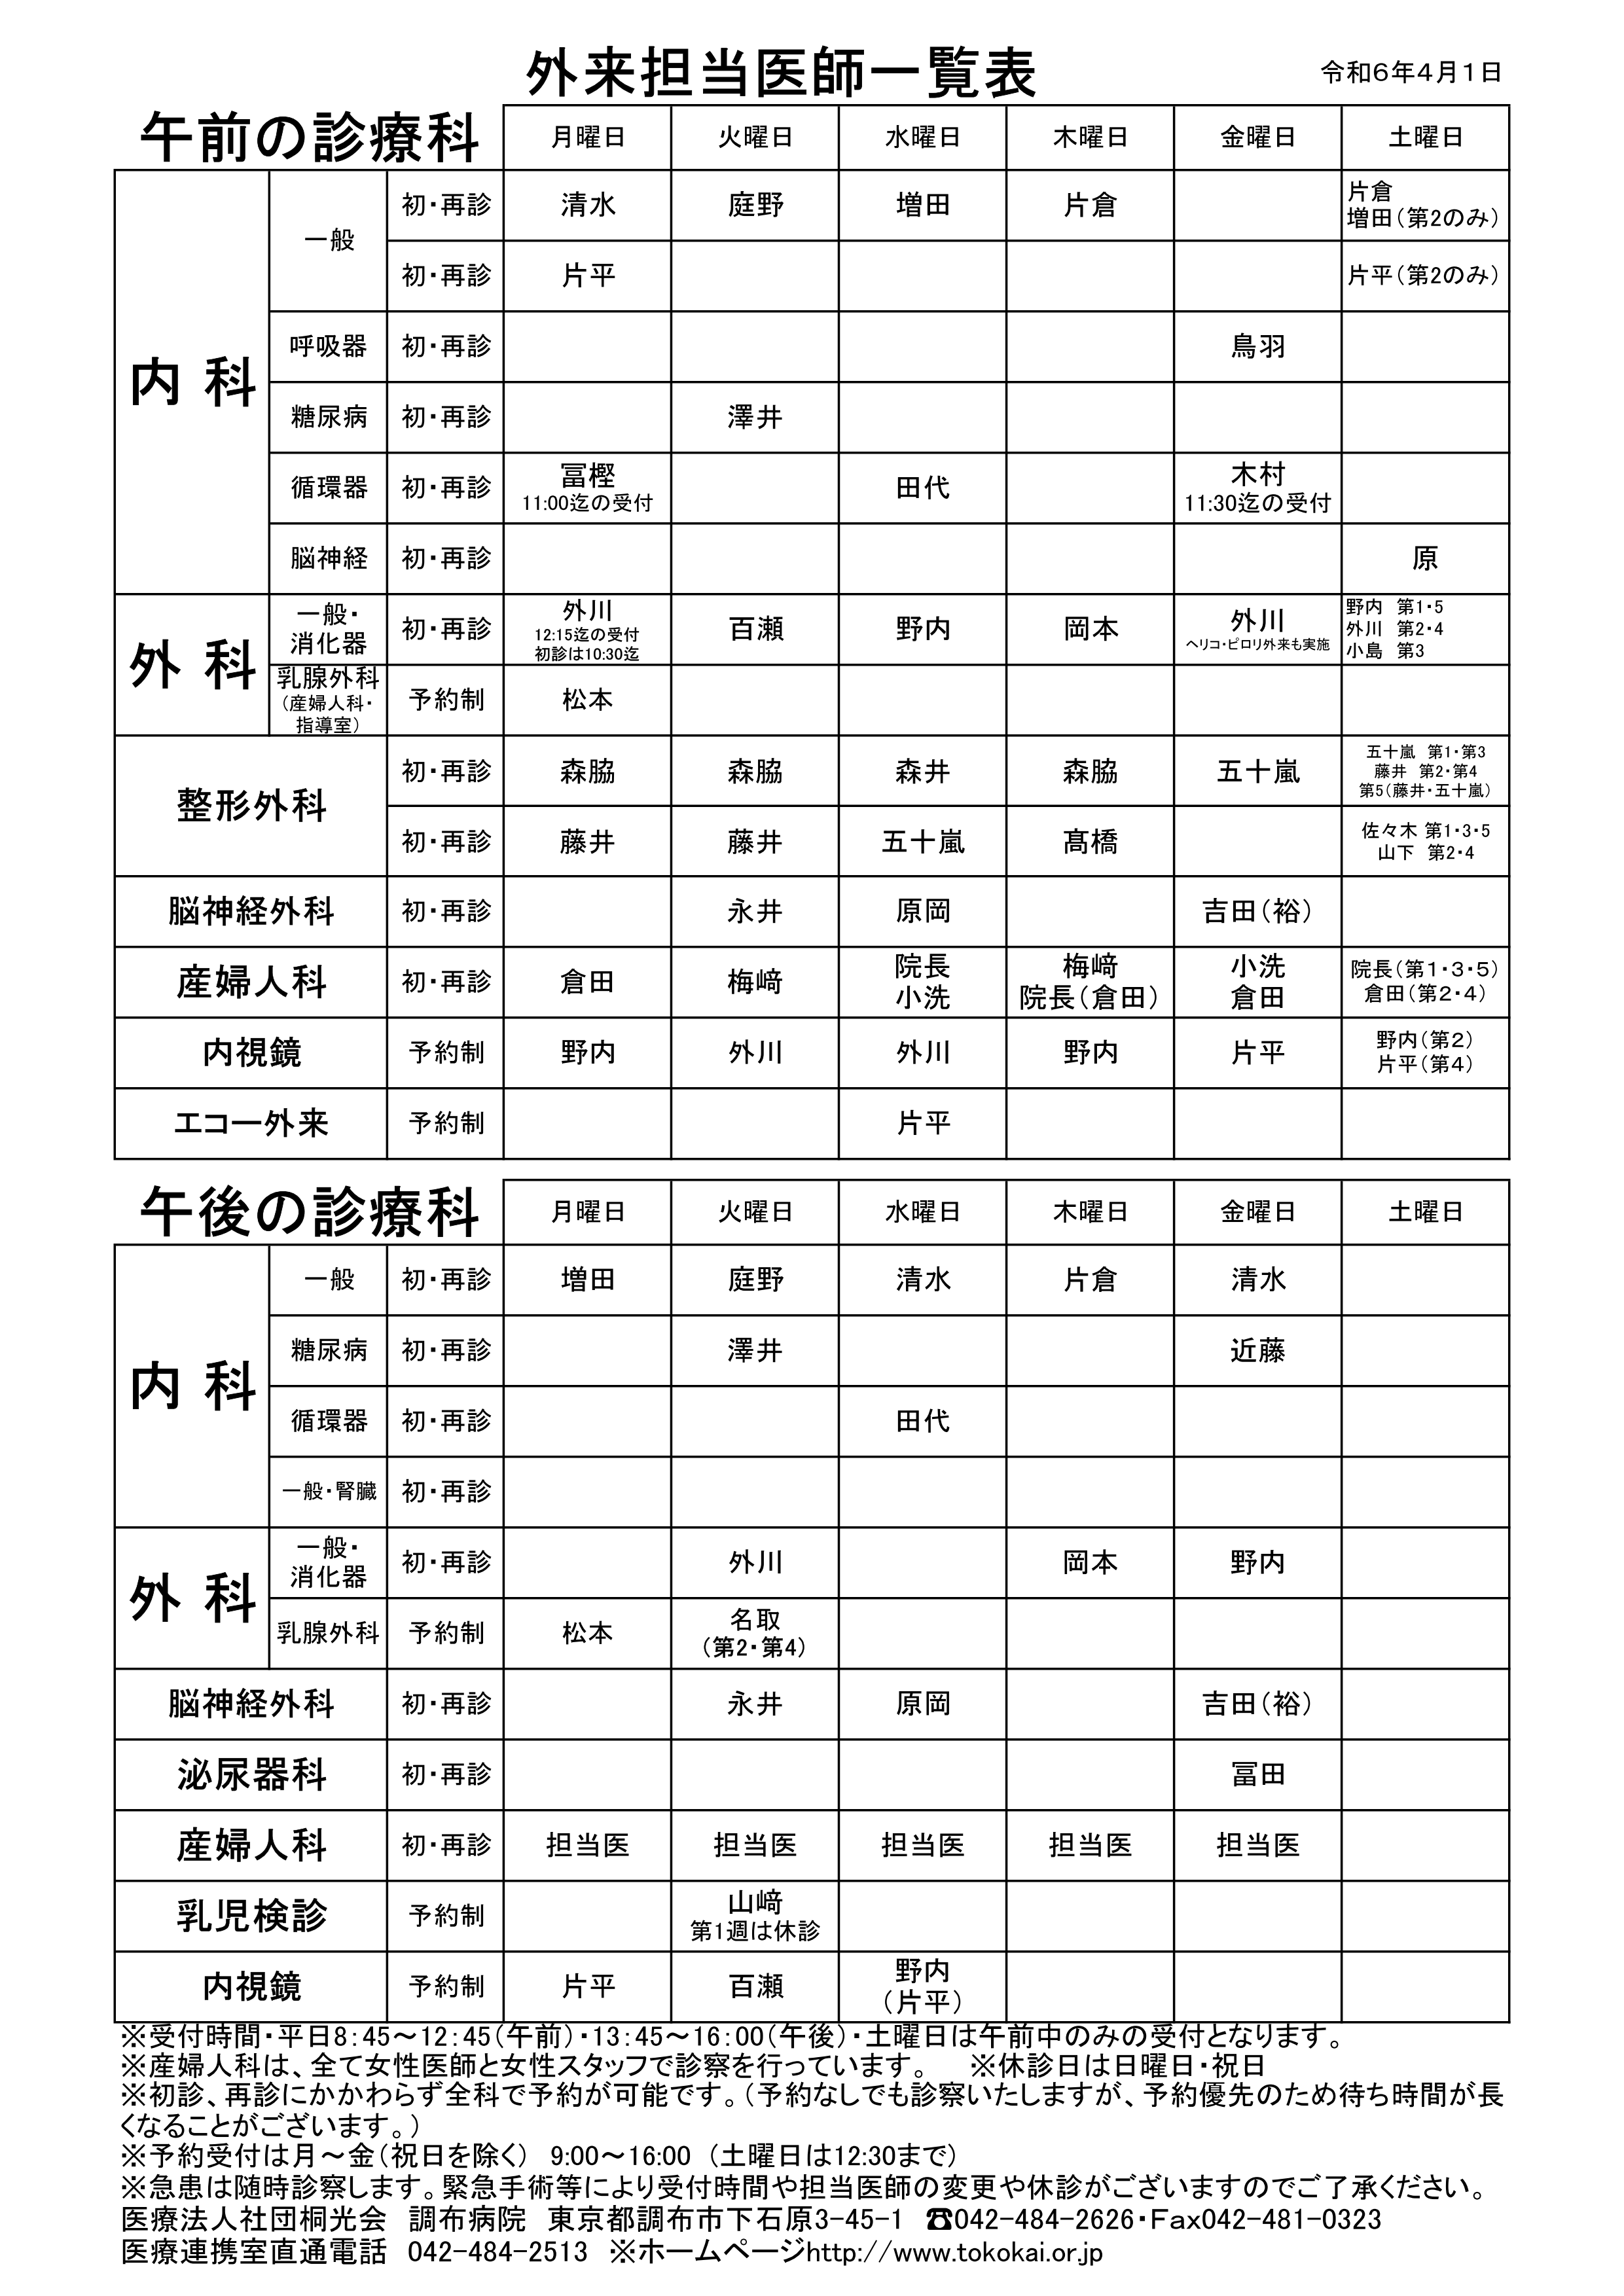 外来担当医師一覧表 令和6年4月1日
午前の診療科 月曜日 火曜日 水曜日 木曜日 金曜日 土曜日
内科 一般 初・再診 清水 庭野 増田 片倉 片倉
増田（第2のみ）
初・再診 片平 片平（第2のみ）
呼吸器 初・再診 鳥羽
糖尿病 初・再診 澤井
循環器 初・再診 冨樫 田代 木村
11:00迄の受付 11:30迄の受付
脳神経 初・再診 原
外科 一般・
消化器 初・再診 外川 百瀬 野内 岡本 外川 野内 第1・5
12:15迄の受付 ヘリコ・ピロリ外来も実施 外川 第2・4
初診は10:30迄 小島 第3
乳腺外科 予約制 松本
（産婦人科・
指導室）
整形外科 初・再診 森脇 森脇 森井 森脇 五十嵐 五十嵐 第1・第3
藤井 第2・第4
第5（藤井・五十嵐）
初・再診 藤井 藤井 五十嵐 髙橋 佐々木 第1・3・5
山下 第2・4
脳神経外科 初・再診 永井 原岡 吉田（裕）
産婦人科 初・再診 倉田 梅﨑 院長 梅﨑 小洗 院長（第1・3・5）
小洗 院長（倉田） 倉田 倉田（第2・4）
内視鏡 予約制 野内 外川 外川 野内 片平 野内（第2）
片平（第4）
エコー外来 予約制 片平
午後の診療科 月曜日 火曜日 水曜日 木曜日 金曜日 土曜日
内科 一般 初・再診 増田 庭野 清水 片倉 清水
糖尿病 初・再診 澤井 近藤
循環器 初・再診 田代
一般・腎臓 初・再診
外科 一般・
消化器 初・再診 外川 岡本 野内
乳腺外科 予約制 松本 名取
（第2・第4）
脳神経外科 初・再診 永井 原岡 吉田（裕）
泌尿器科 初・再診 冨田
産婦人科 初・再診 担当医 担当医 担当医 担当医 担当医
乳児検診 予約制 山﨑
第1週は休診
内視鏡 予約制 片平 百瀬 野内
（片平）
※受付時間・平日8:45～12:45（午前）・13:45～16:00（午後）・土曜日は午前中のみの受付となります。
※産婦人科は、全て女性医師と女性スタッフで診察を行っています。 ※休診日は日曜日・祝日
※初診、再診にかかわらず全科で予約が可能です。（予約なしでも診察いたしますが、予約優先のため待ち時間が長
くなることがございます。）
※予約受付は月～金（祝日を除く） 9:00～16:00 （土曜日は12:30まで）
※急患は随時診察します。緊急手術等により受付時間や担当医師の変更や休診がございますのでご了承ください。
医療法人社団桐光会 調布病院 東京都調布市下石原3-45-1 ☎042-484-2626・Fax042-481-0323
医療連携室直通電話 042-484-2513 ※ホームページhttp://www.tokokai.or.jp